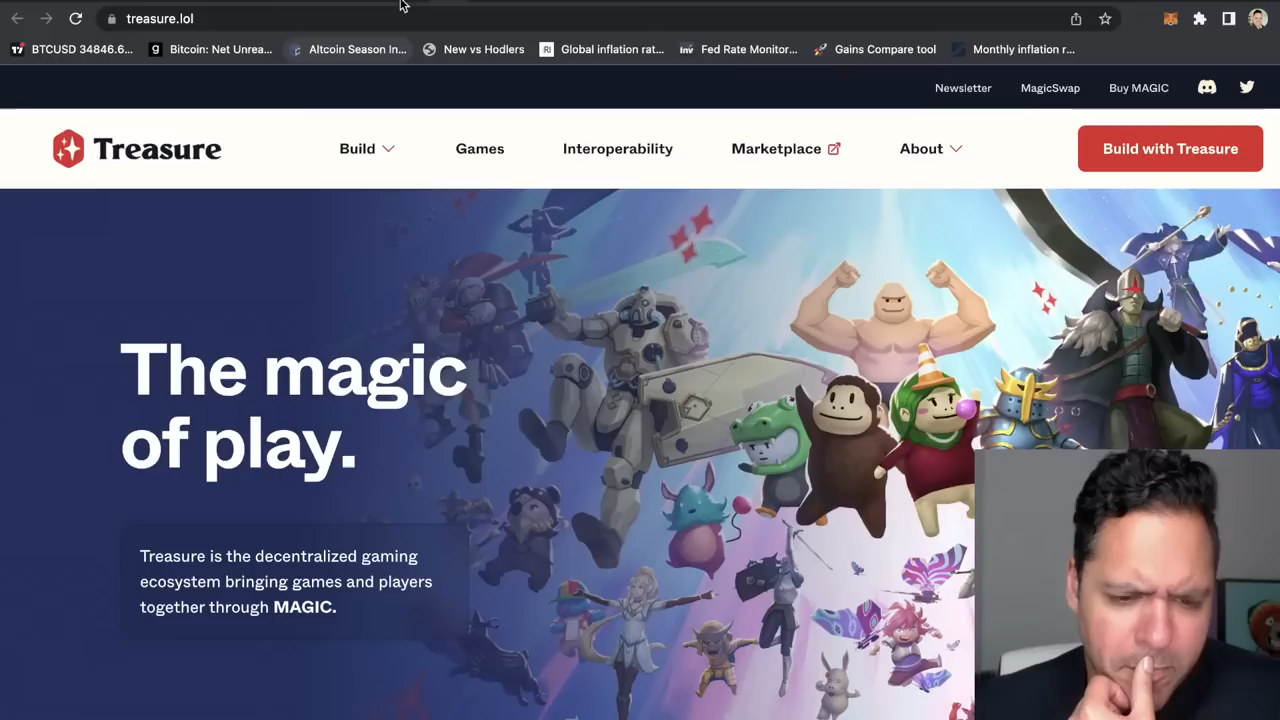 treasure.lol
BTCUSD 34846.6...
Bitcoin: Net Unrea...
Altcoin Season In...
New vs Hodlers
RI
Global inflation rat...
Inv
Fed Rate Monitor...
Gains Compare tool
Monthly inflation r...
Newsletter
MagicSwap
Buy MAGIC
Treasure
Build
Games
Interoperability
Marketplace
About
Build with Treasure
The magic
of play.
Treasure is the decentralized gaming
ecosystem bringing games and players
together through MAGIC.